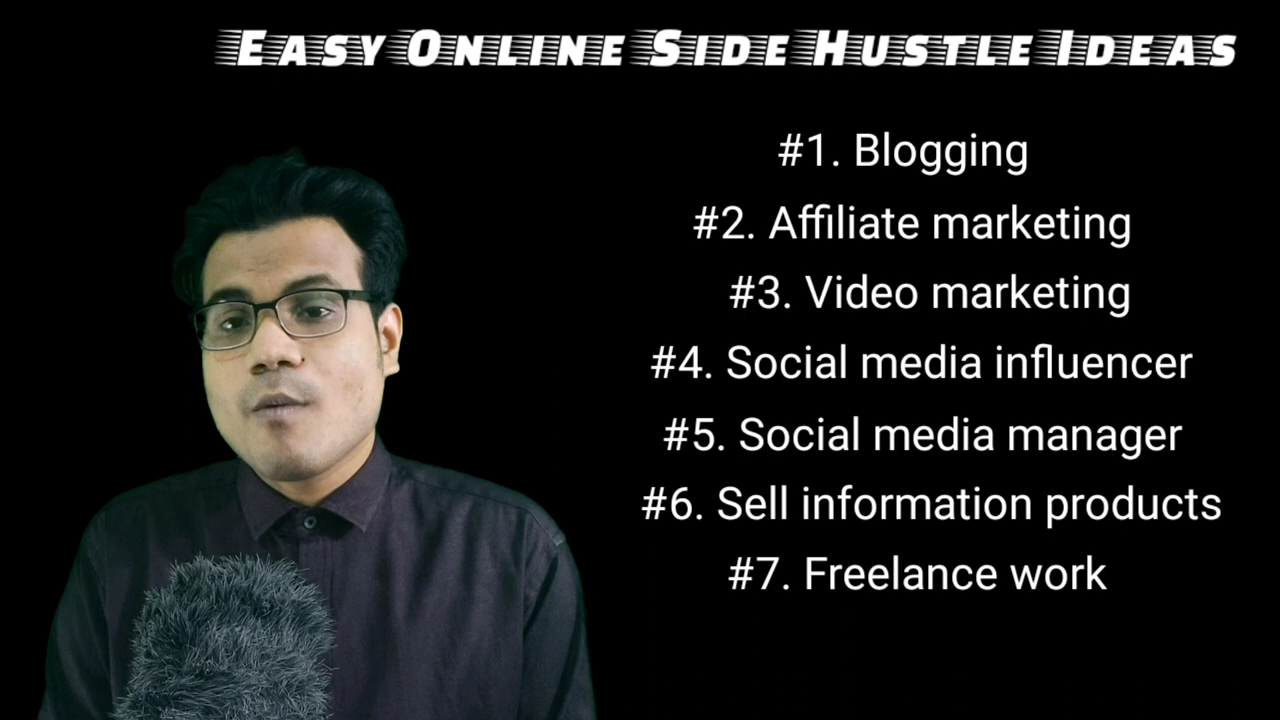 Easy Online Side Hustle Ideas
#1. Blogging
#2. Affiliate marketing
#3. Video marketing
#4. Social media influencer
#5. Social media manager
#6. Sell information products
#7. Freelance work